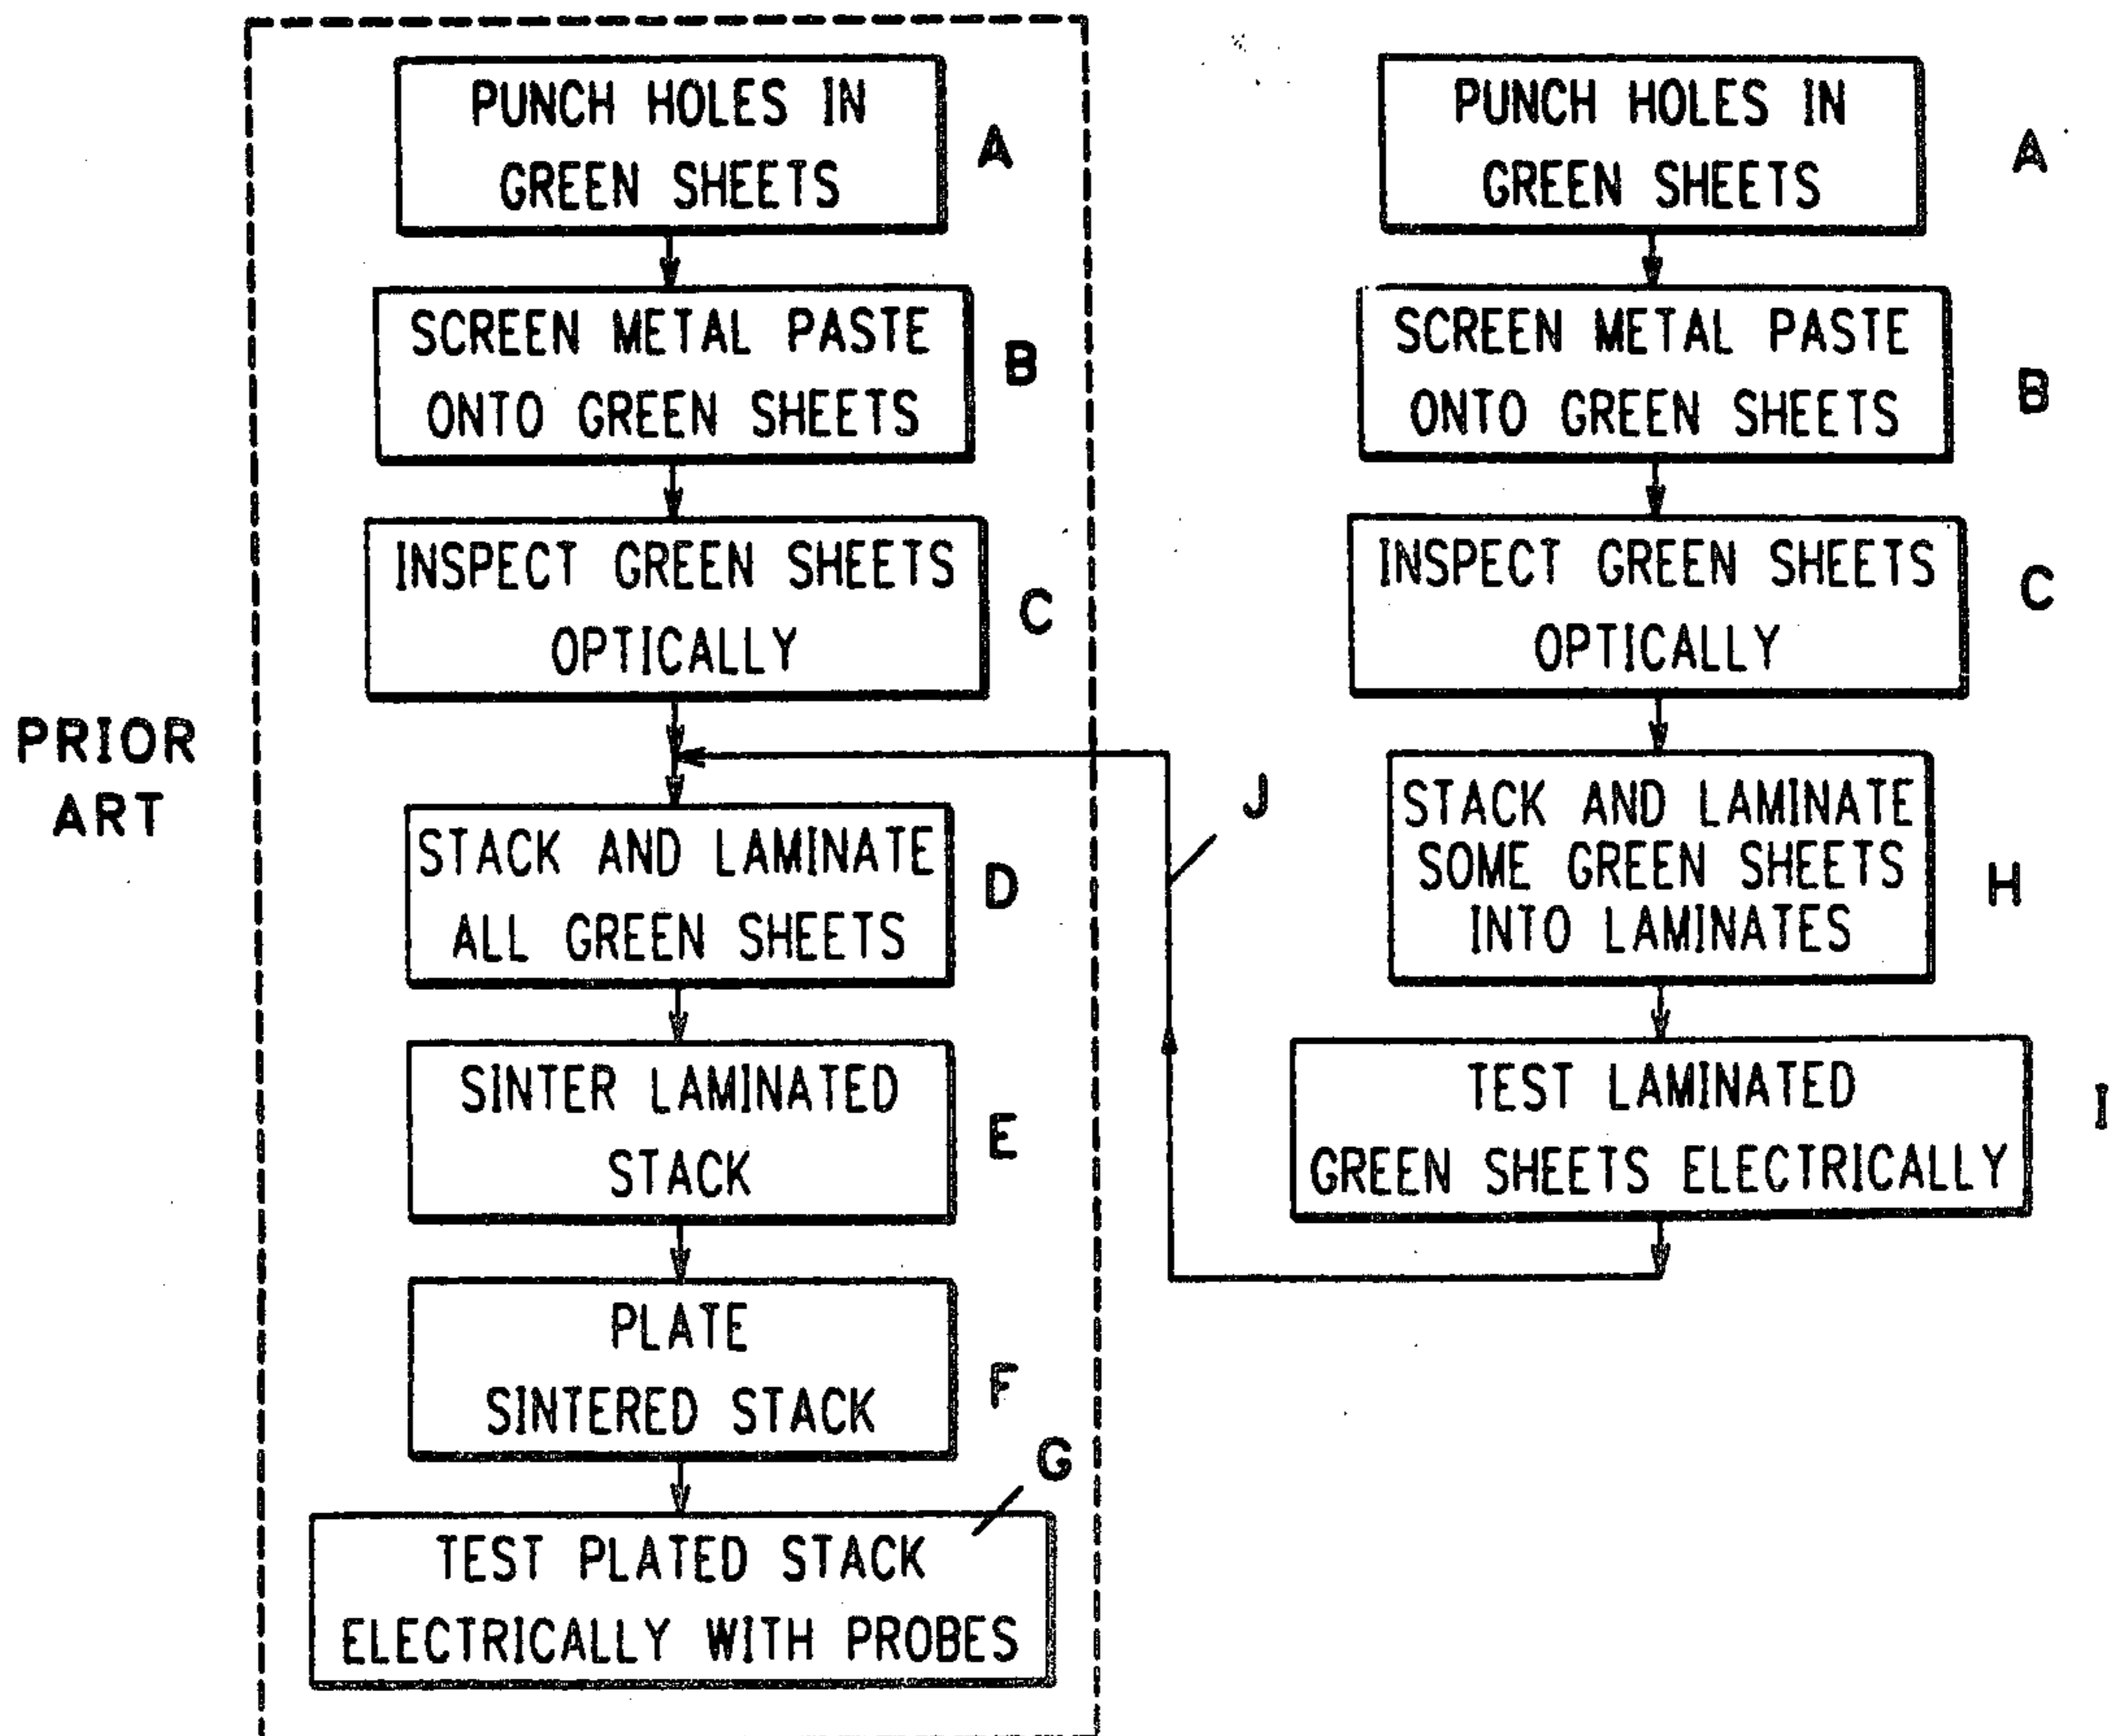 PRIOR
ART
PUNCH HOLES IN
GREEN SHEETS
A
SCREEN METAL PASTE
ONTO GREEN SHEETS
B
INSPECT GREEN SHEETS
OPTICALLY
C
STACK AND LAMINATE
ALL GREEN SHEETS
D
SINTER LAMINATED
STACK
E
PLATE
SINTERED STACK
F
G
TEST PLATED STACK
ELECTRICALLY WITH PROBES
PUNCH HOLES IN
GREEN SHEETS
A
SCREEN METAL PASTE
ONTO GREEN SHEETS
B
INSPECT GREEN SHEETS
OPTICALLY
C
J
STACK AND LAMINATE
SOME GREEN SHEETS
INTO LAMINATES
H
TEST LAMINATED
GREEN SHEETS ELECTRICALLY
I